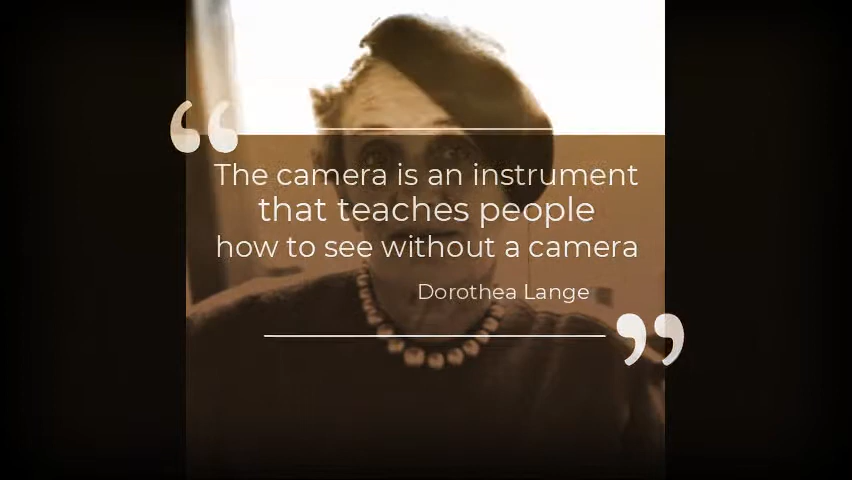 “
The camera is an instrument
that teaches people
how to see without a camera
Dorothea Lange
”